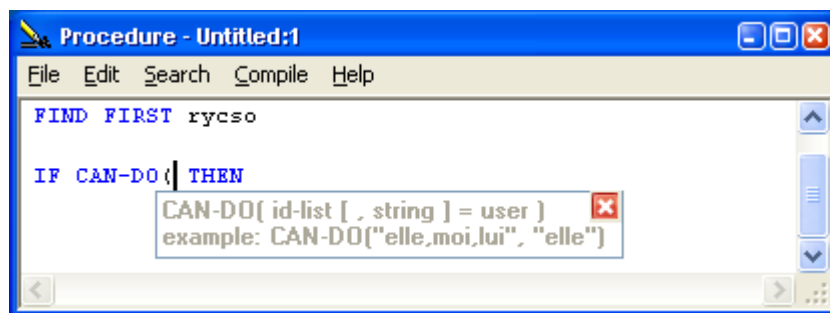 Procedure - Untitled:1
File Edit Search Compile Help
FIND FIRST rycso
IF CAN-DO( THEN
CAN-DO( id-list [ , string ] = user )
example: CAN-DO("elle,moi,lui", "elle")